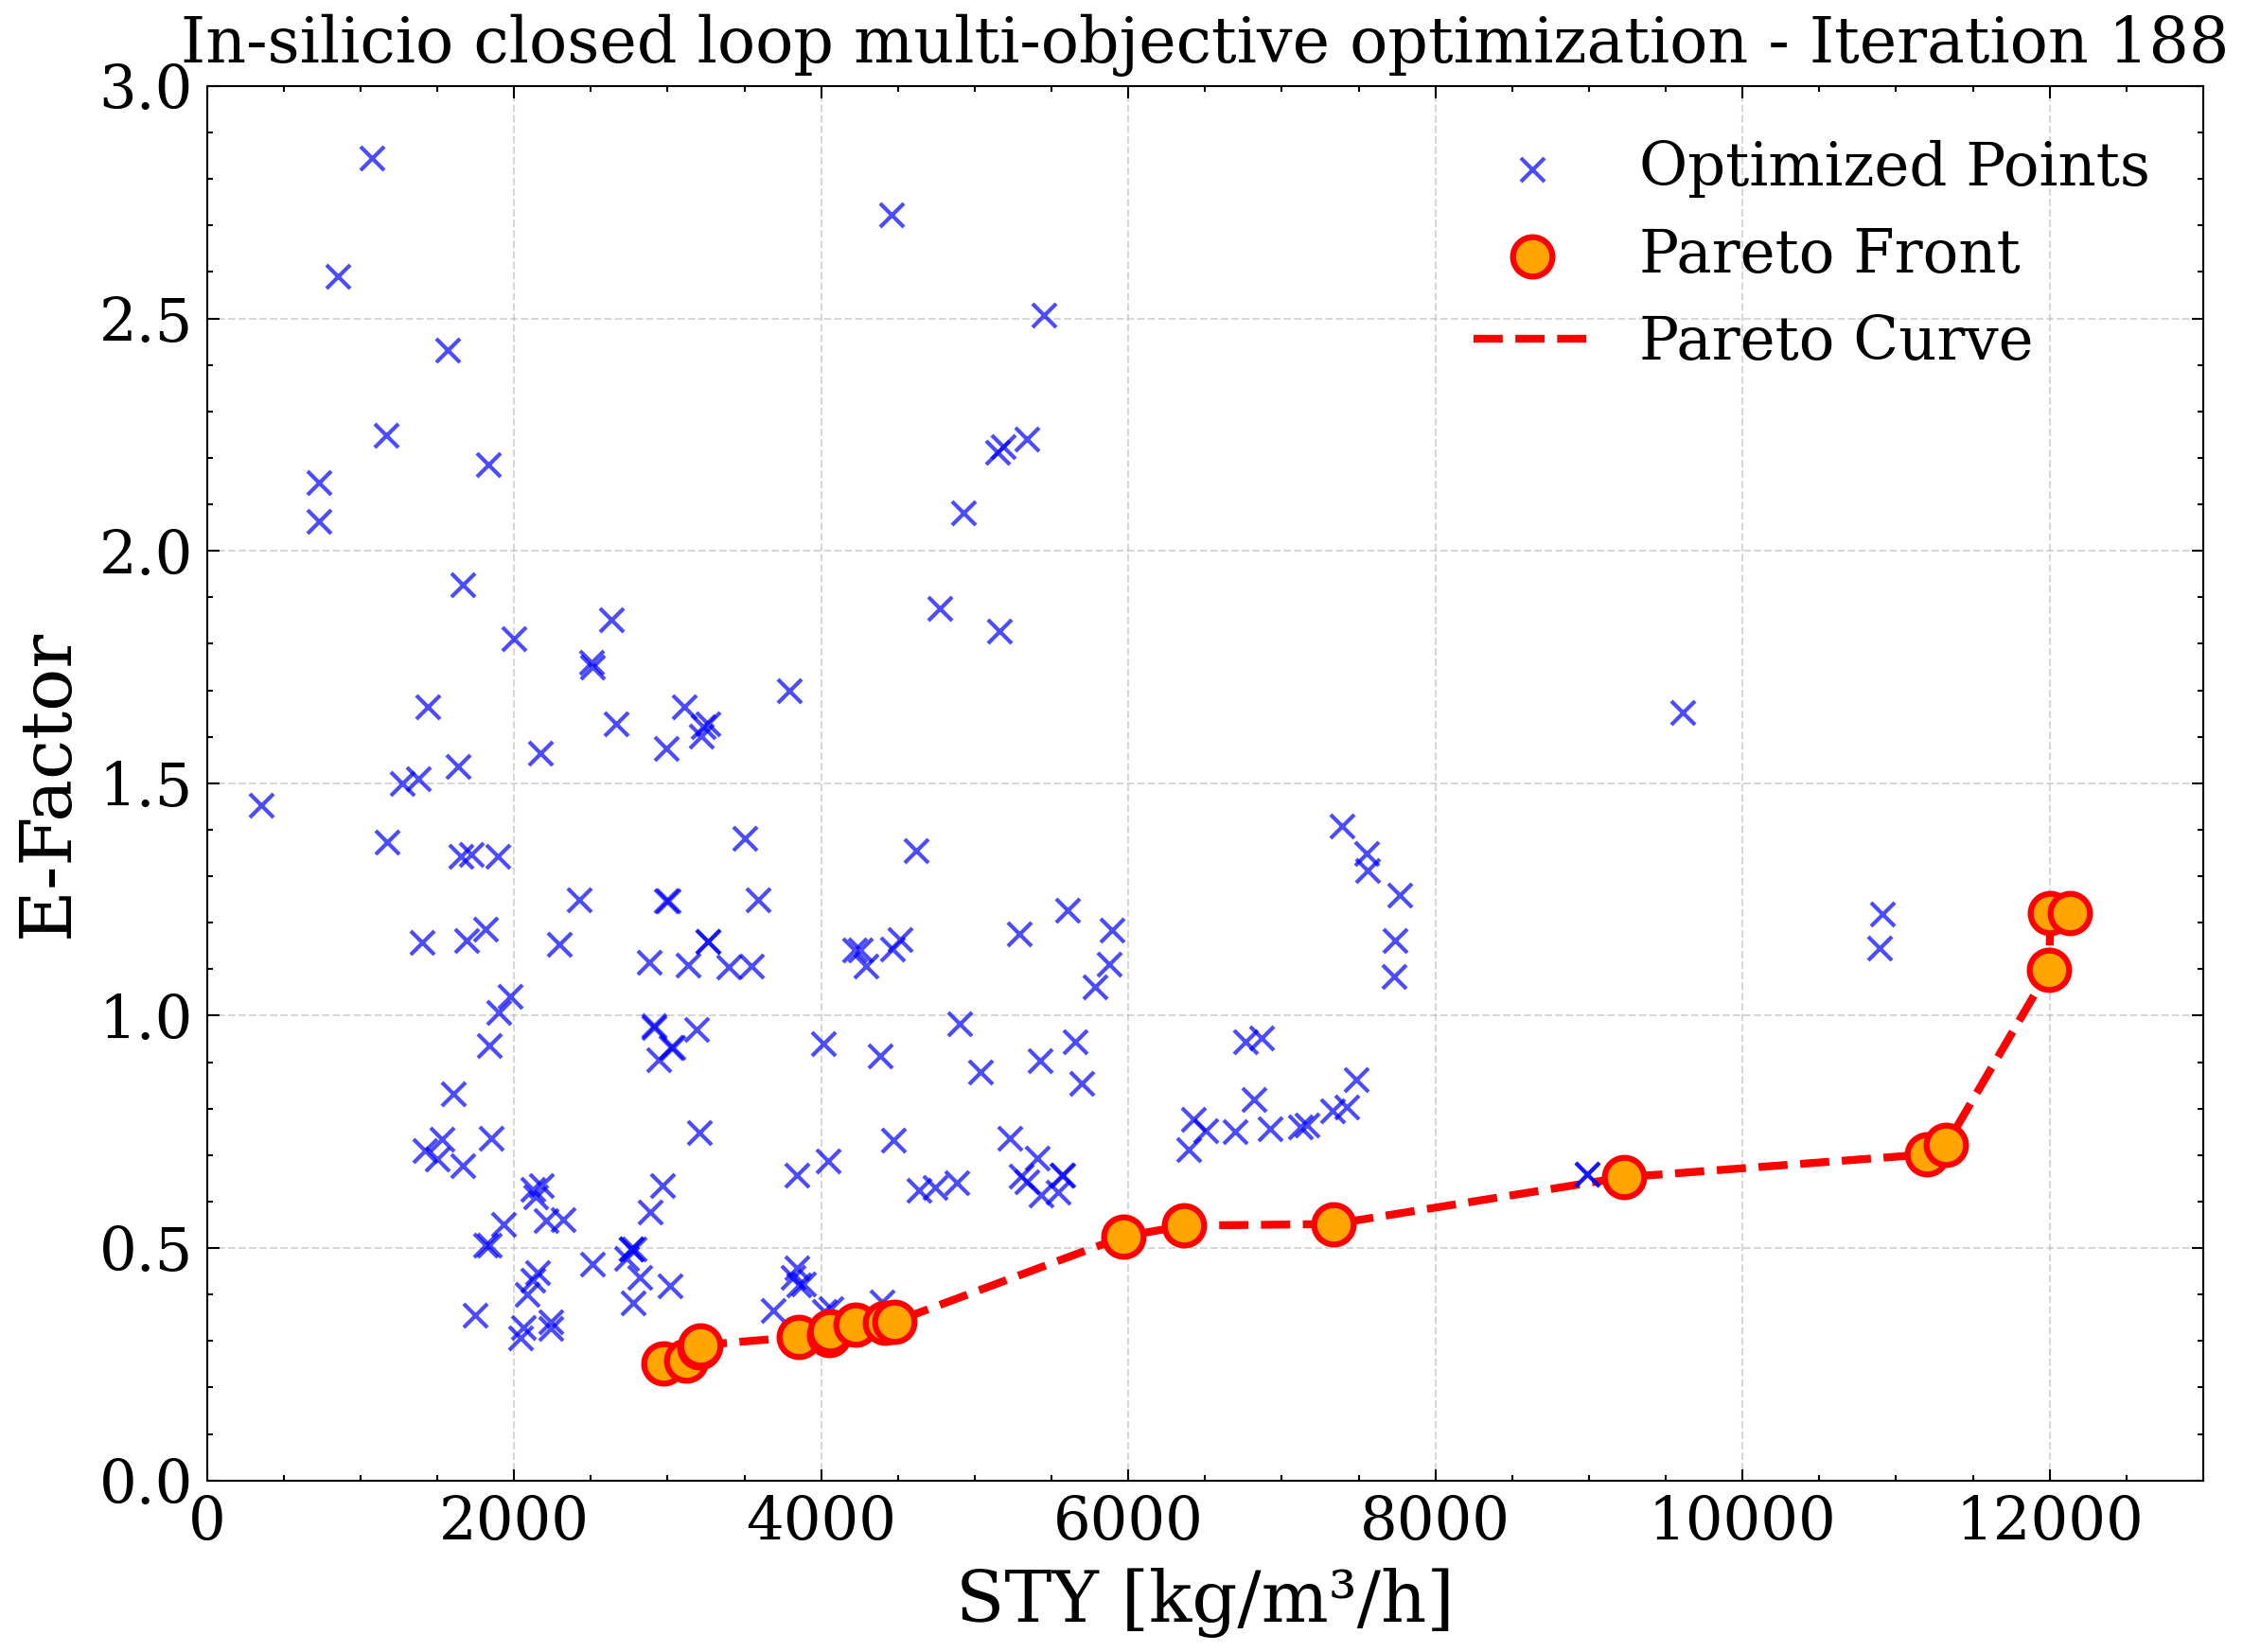 In-silicio closed loop multi-objective optimization - Iteration 188
Optimized Points
Pareto Front
Pareto Curve
E-Factor
3.0
2.5
2.0
1.5
1.0
0.5
0.0
0 2000 4000 6000 8000 10000 12000
STY [kg/m³/h]